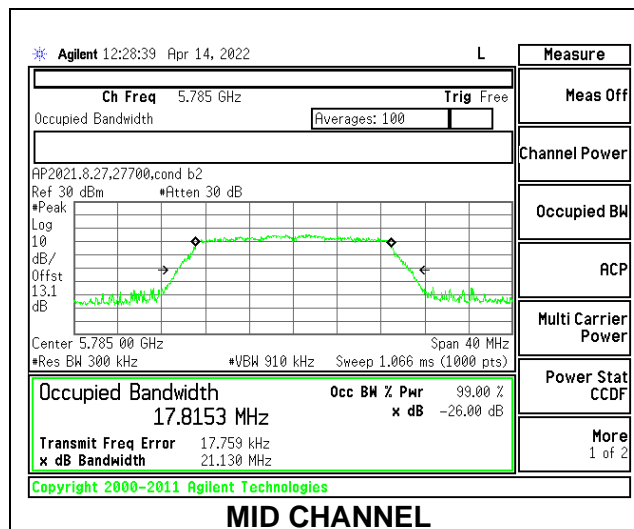 Agilent 12:28:39 Apr 14, 2022 L Measure
Ch Freq 5.785 GHz Trig Free
Meas Off
Occupied Bandwidth Averages: 100
Channel Power
AP2021.8.27,27700,cond b2
Ref 30 dBm #Atten 30 dB
#Peak
Log
10
dB/
Offst
13.1
dB
Occupied BW
ACP
Multi Carrier
Power
Center 5.785 00 GHz Span 40 MHz
#Res BW 300 kHz #VBW 910 kHz Sweep 1.066 ms (1000 pts)
Power Stat
CCDF
Occupied Bandwidth Occ BW % Pwr 99.00 %
17.8153 MHz x dB -26.00 dB
Transmit Freq Error 17.759 kHz
x dB Bandwidth 21.130 MHz
More
1 of 2
Copyright 2000-2011 Agilent Technologies
MID CHANNEL